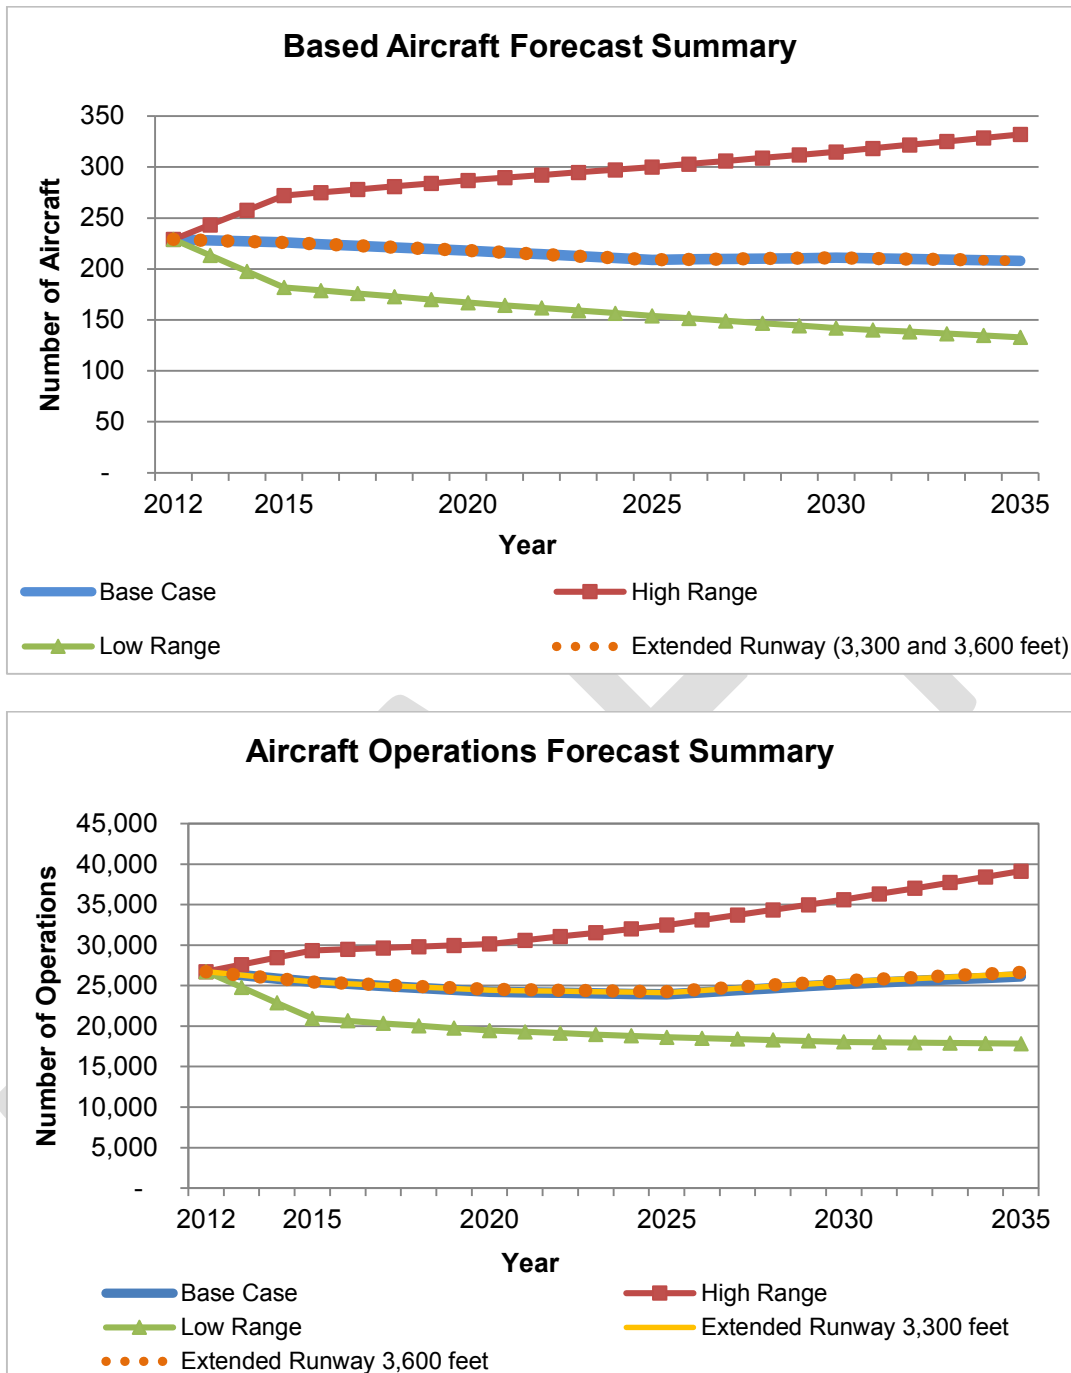 Based Aircraft Forecast Summary
350
300
250
200
150
100
50
-
Number of Aircraft
2012 2015 2020 2025 2030 2035
Year
Base Case High Range
Low Range Extended Runway (3,300 and 3,600 feet)
Aircraft Operations Forecast Summary
45,000
40,000
35,000
30,000
25,000
20,000
15,000
10,000
5,000
-
Number of Operations
2012 2015 2020 2025 2030 2035
Year
Base Case High Range
Low Range Extended Runway 3,300 feet
Extended Runway 3,600 feet